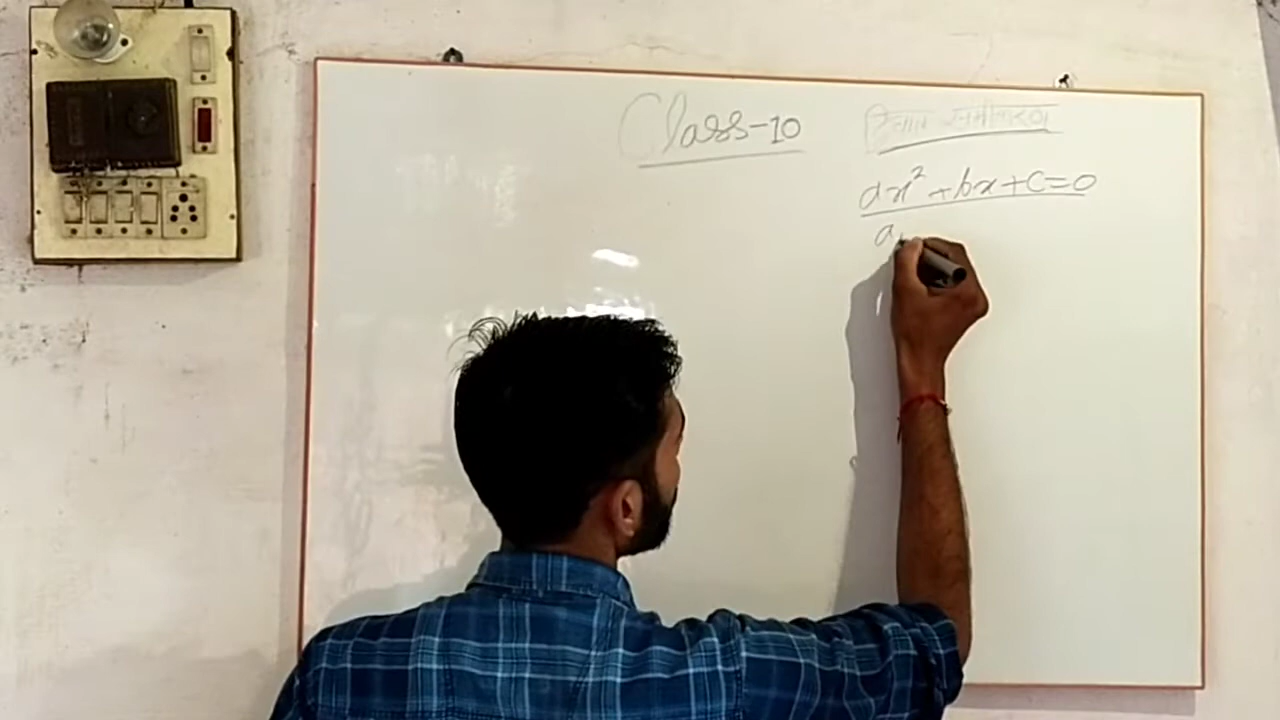 Class-10
द्विघात समीकरण
ax² + bx + c = 0
a